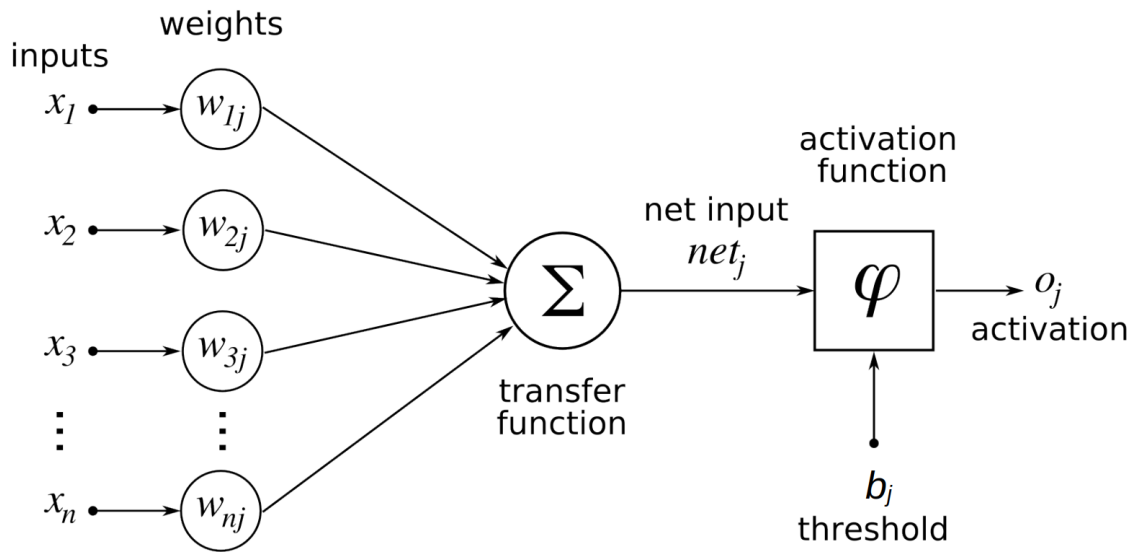 weights
inputs
x₁
w₁ⱼ
activation
function
x₂
w₂ⱼ
net input
netⱼ
Σ
φ
oⱼ
activation
x₃
w₃ⱼ
transfer
function
⋮ ⋮
xₙ
wₙⱼ
bⱼ
threshold